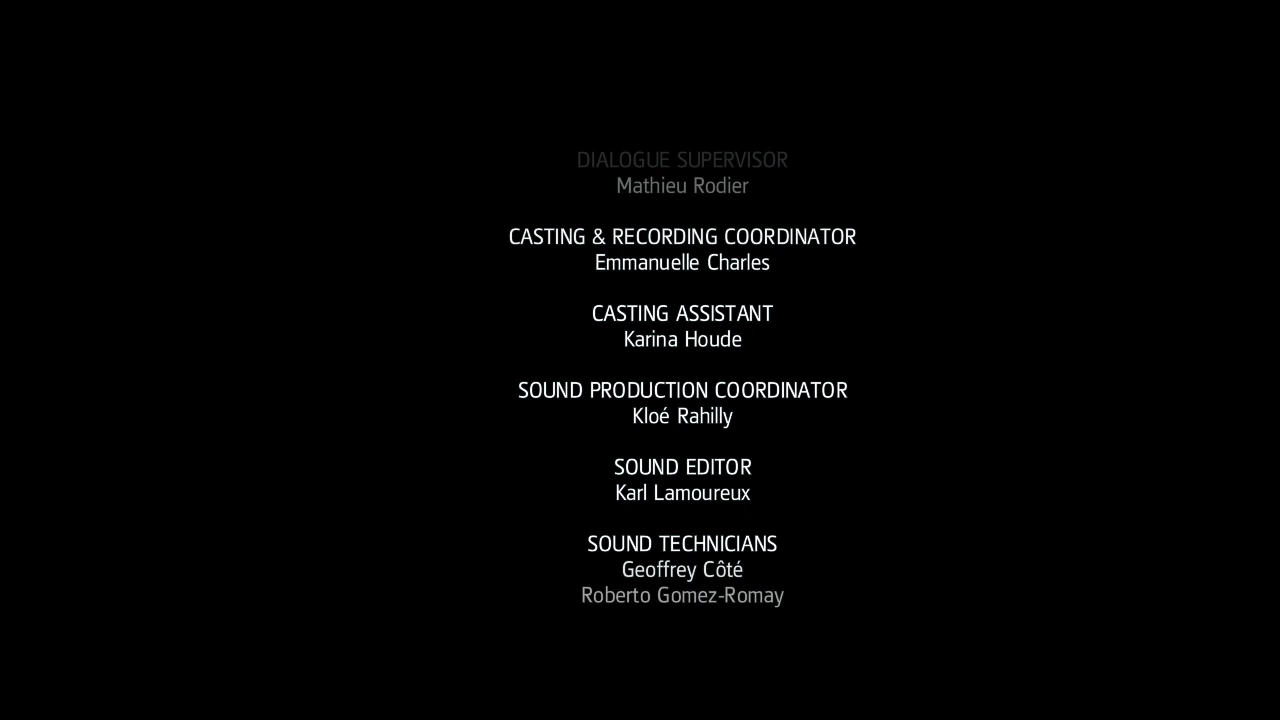 DIALOGUE SUPERVISOR
Mathieu Rodier
CASTING & RECORDING COORDINATOR
Emmanuelle Charles
CASTING ASSISTANT
Karina Houde
SOUND PRODUCTION COORDINATOR
Kloé Rahilly
SOUND EDITOR
Karl Lamoureux
SOUND TECHNICIANS
Geoffrey Côté
Roberto Gomez-Romay